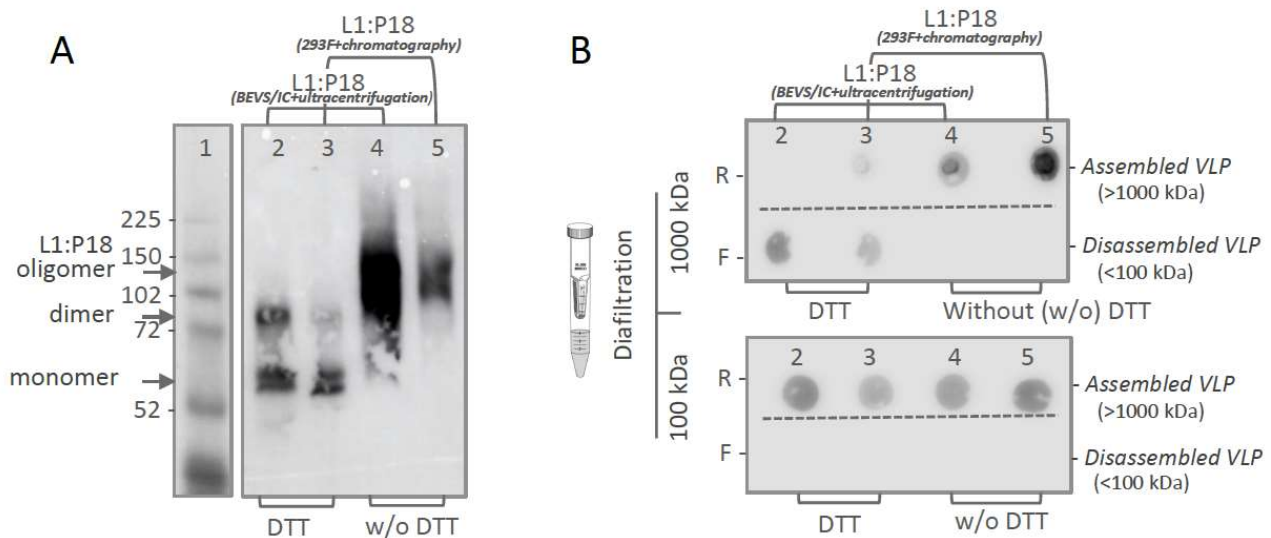 A
L1:P18
(293F+chromatography)
L1:P18
(BEVS/IC+ultracentrifugation)
1 2 3 4 5
225
L1:P18
oligomer
150
102
dimer
72
monomer
52
DTT w/o DTT
B
L1:P18
(293F+chromatography)
L1:P18
(BEVS/IC+ultracentrifugation)
2 3 4 5
R
Assembled VLP
(>1000 kDa)
F
Disassembled VLP
(<100 kDa)
DTT Without (w/o) DTT
Diafiltration
1000 kDa
100 kDa
2 3 4 5
R
Assembled VLP
(>1000 kDa)
F
Disassembled VLP
(<100 kDa)
DTT w/o DTT